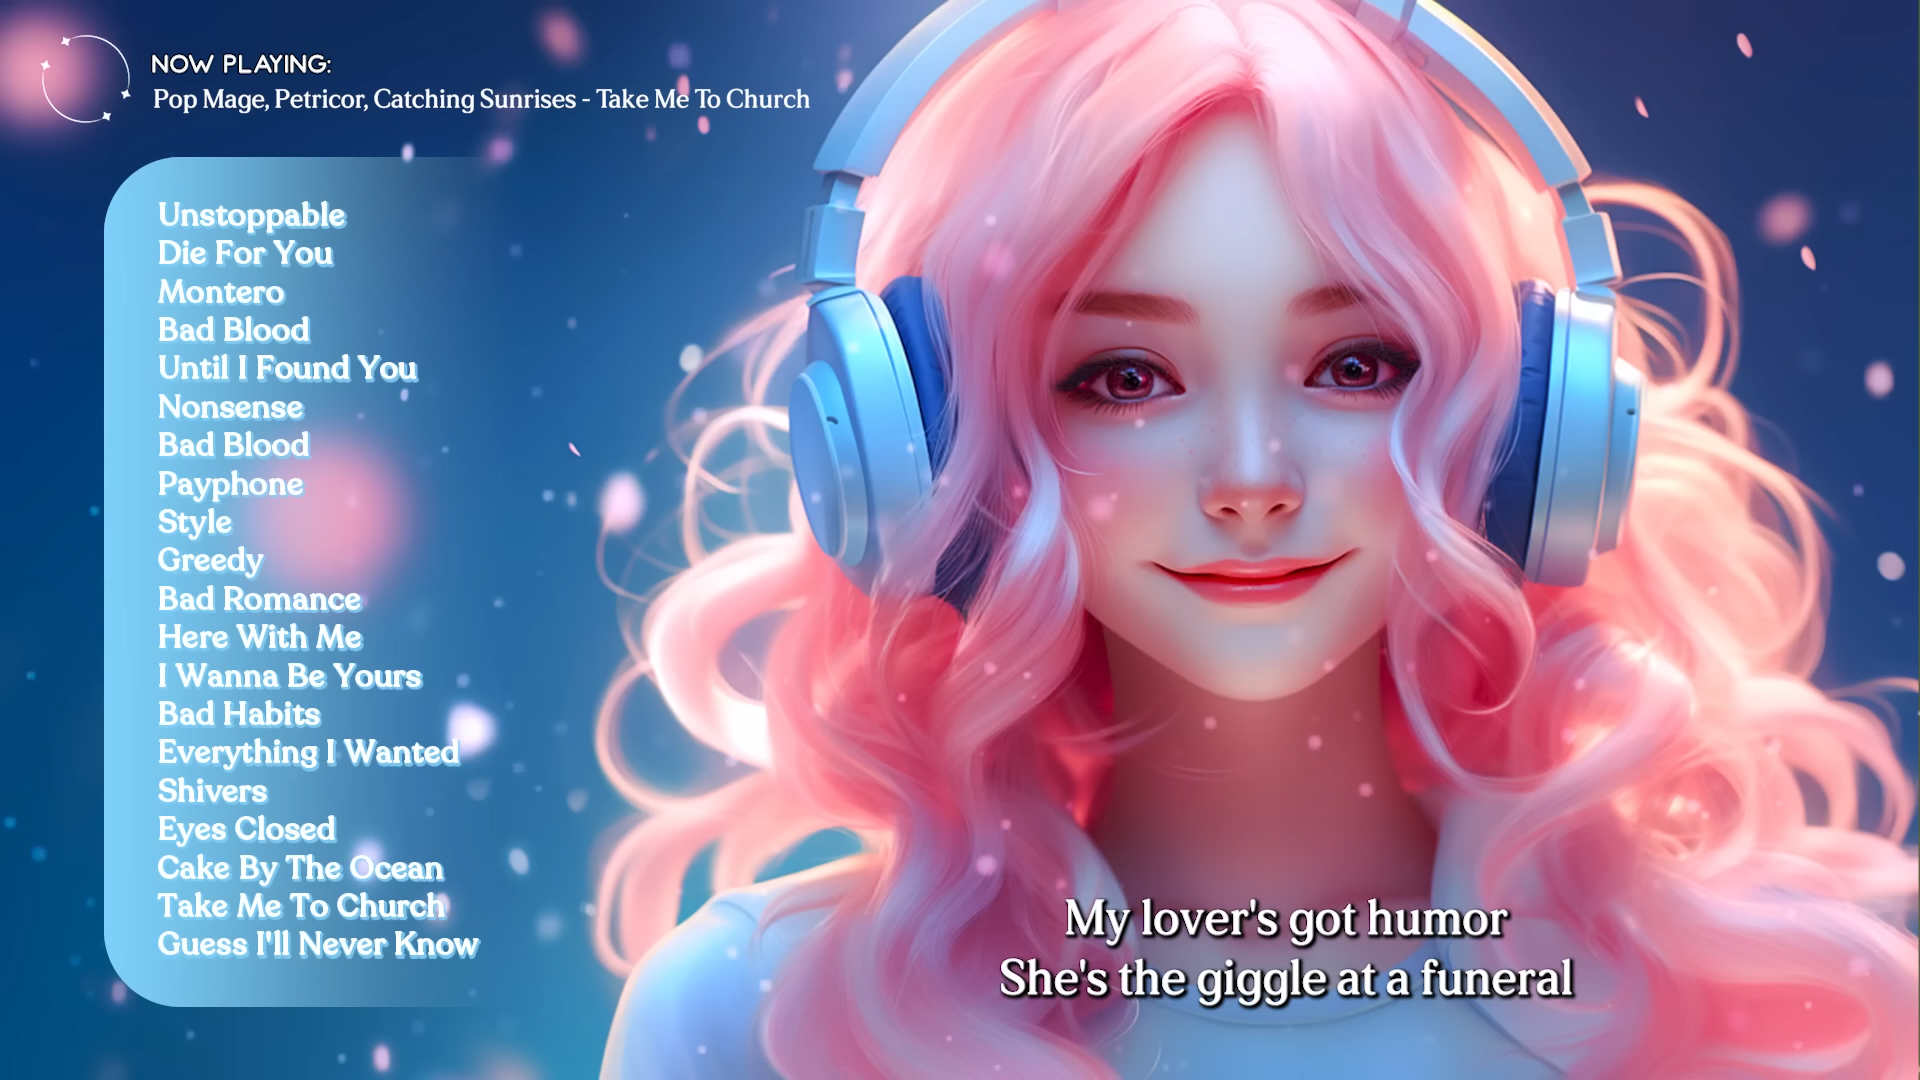 NOW PLAYING:
Pop Mage, Petricor, Catching Sunrises - Take Me To Church
Unstoppable
Die For You
Montero
Bad Blood
Until I Found You
Nonsense
Bad Blood
Payphone
Style
Greedy
Bad Romance
Here With Me
I Wanna Be Yours
Bad Habits
Everything I Wanted
Shivers
Eyes Closed
Cake By The Ocean
Take Me To Church
Guess I'll Never Know
My lover's got humor
She's the giggle at a funeral